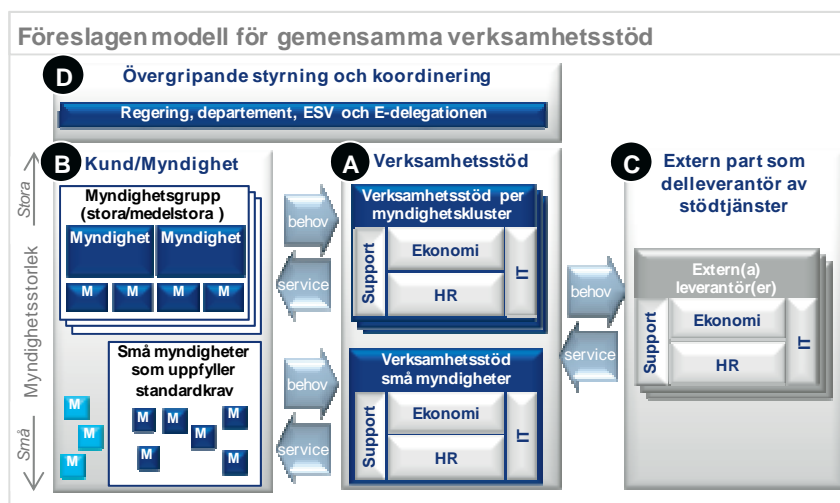 Föreslagen modell för gemensamma verksamhetsstöd
D
Övergripande styrning och koordinering
Regering, departement, ESV och E-delegationen
Stora
Myndighetsstorlek
Små
B
Kund/Myndighet
Myndighetsgrupp
(stora/medelstora )
Myndighet
Myndighet
M
M
M
M
Små myndigheter
som uppfyller
standardkrav
M
M
M
M
M
M
M
M
M
behov
service
behov
service
A
Verksamhetsstöd
Verksamhetsstöd per
myndighetskluster
Support
Ekonomi
HR
IT
Verksamhetsstöd
små myndigheter
Support
Ekonomi
HR
IT
behov
service
C
Extern part som
delleverantör av
stödtjänster
Extern(a)
leverantör(er)
Support
Ekonomi
HR
IT